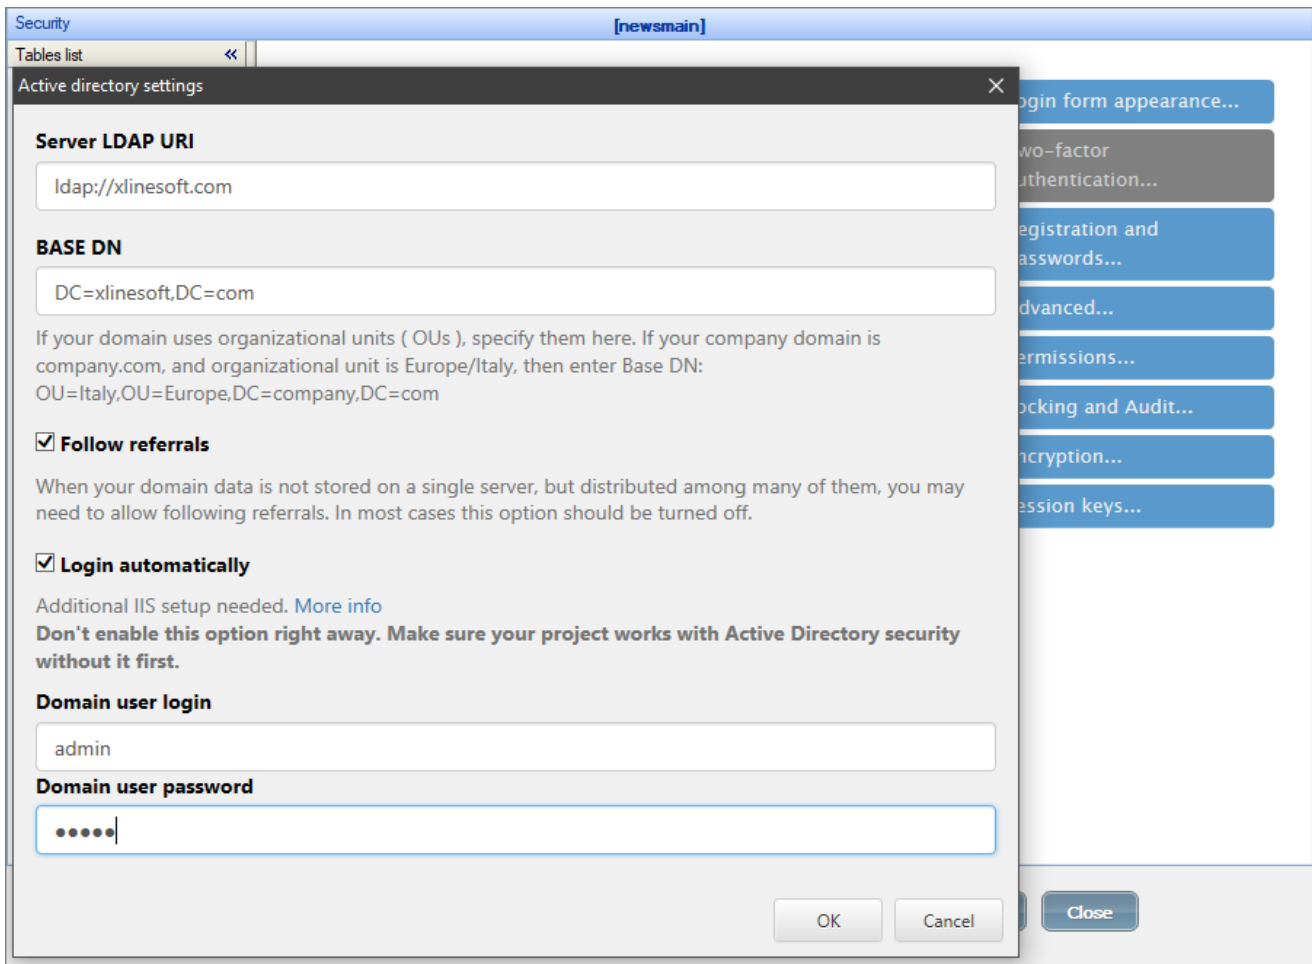 Security
[newsmain]
Tables list
«
Active directory settings
Server LDAP URI
ldap://xlinesoft.com
BASE DN
DC=xlinesoft,DC=com
If your domain uses organizational units ( OUs ), specify them here. If your company domain is
company.com, and organizational unit is Europe/Italy, then enter Base DN:
OU=Italy,OU=Europe,DC=company,DC=com
Follow referrals
When your domain data is not stored on a single server, but distributed among many of them, you may
need to allow following referrals. In most cases this option should be turned off.
Login automatically
Additional IIS setup needed. More info
Don't enable this option right away. Make sure your project works with Active Directory security
without it first.
Domain user login
admin
Domain user password
●●●●●
OK
Cancel
form appearance...
wo-factor
uthentication...
egistration and
asswords...
dvanced...
ermissions...
ocking and Audit...
ncryption...
ession keys...
Close